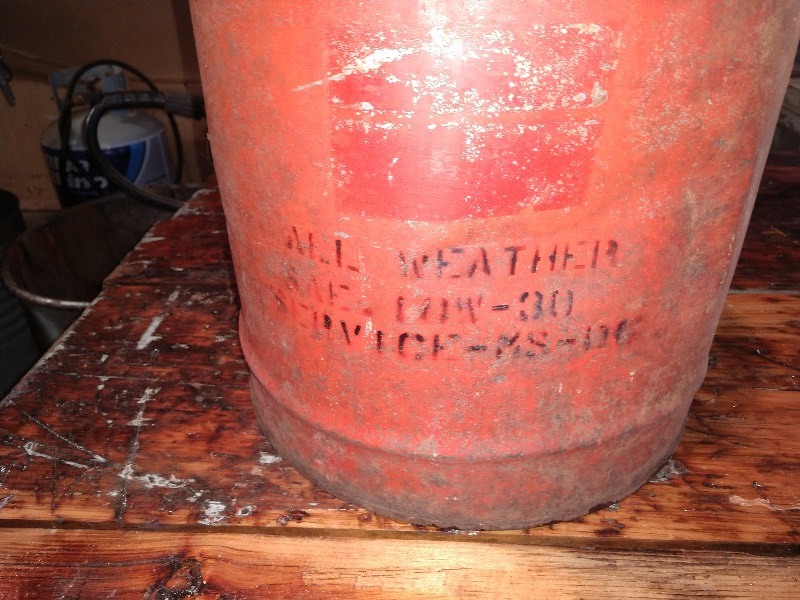 ALL WEATHER
SAE 10W-30
SERVICE-MS-DG